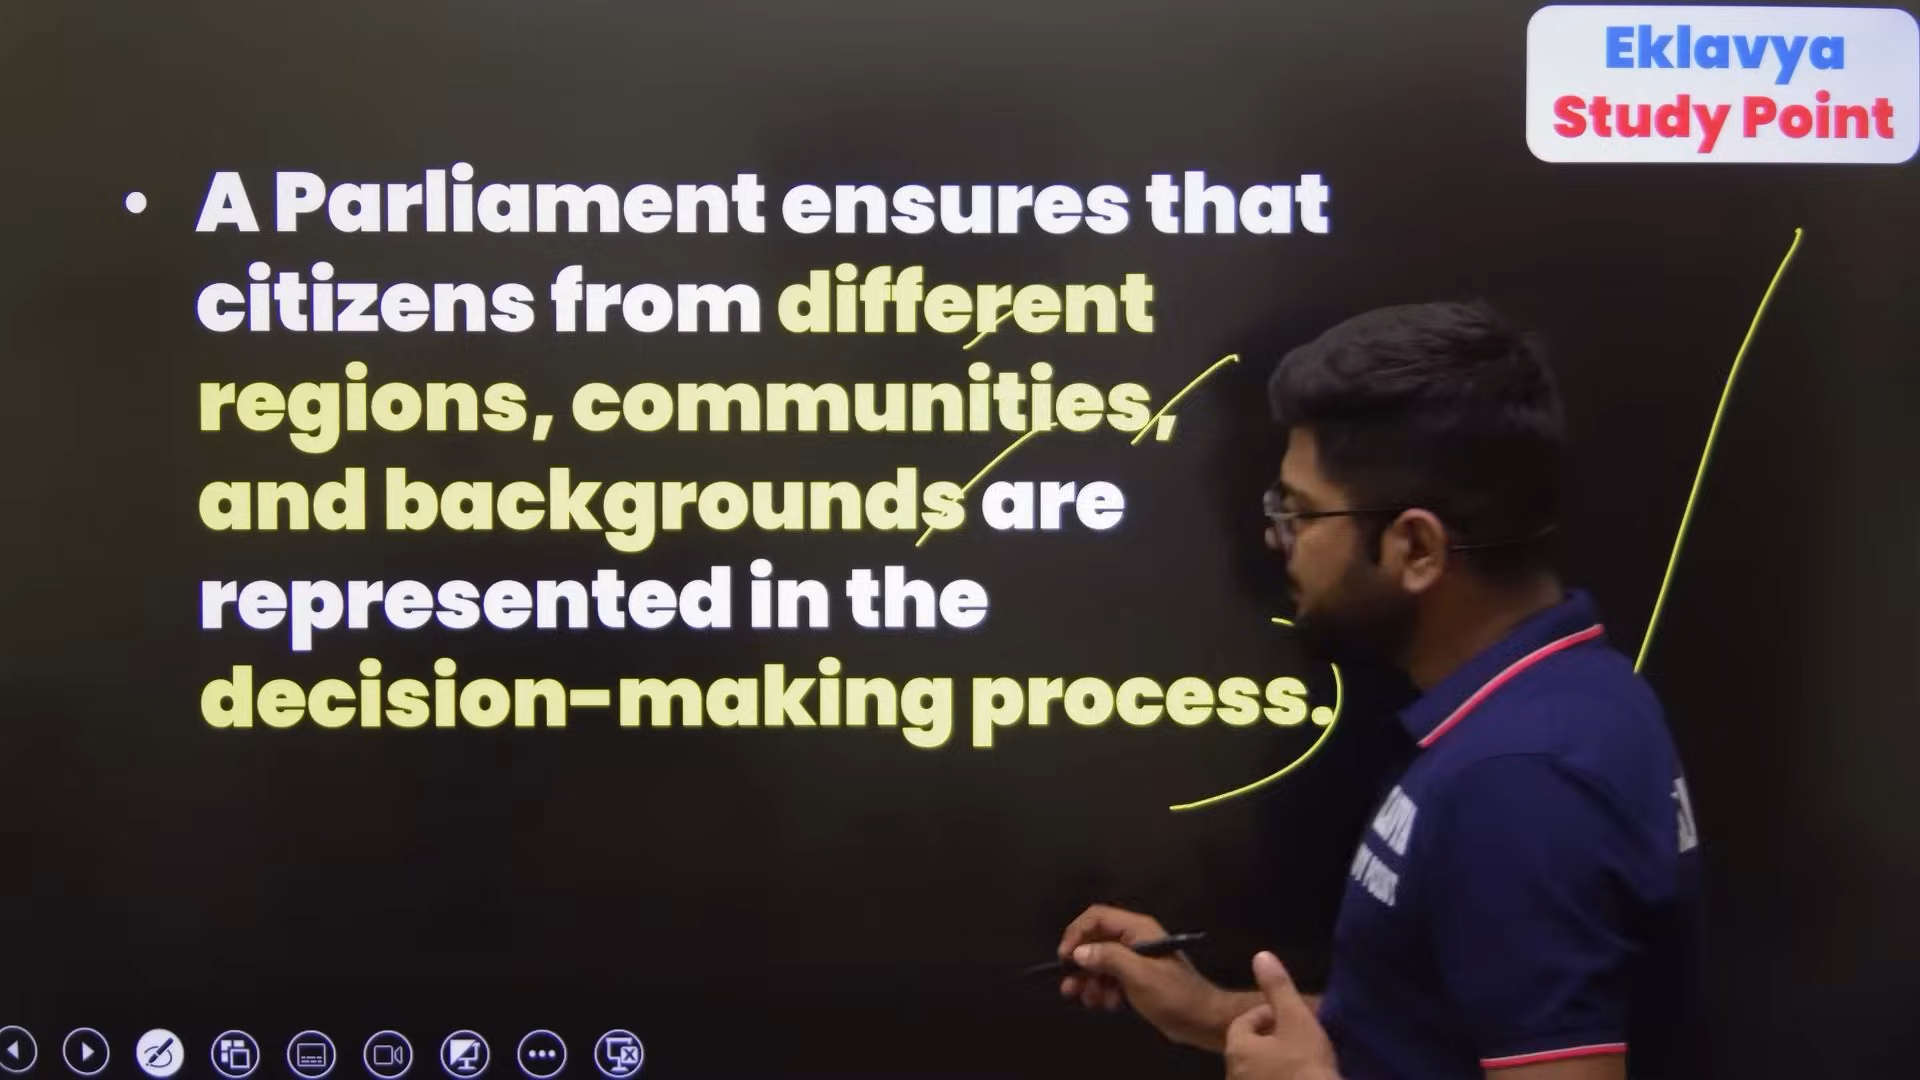 Eklavya
Study Point
• A Parliament ensures that
citizens from different
regions, communities,
and backgrounds are
represented in the
decision-making process.